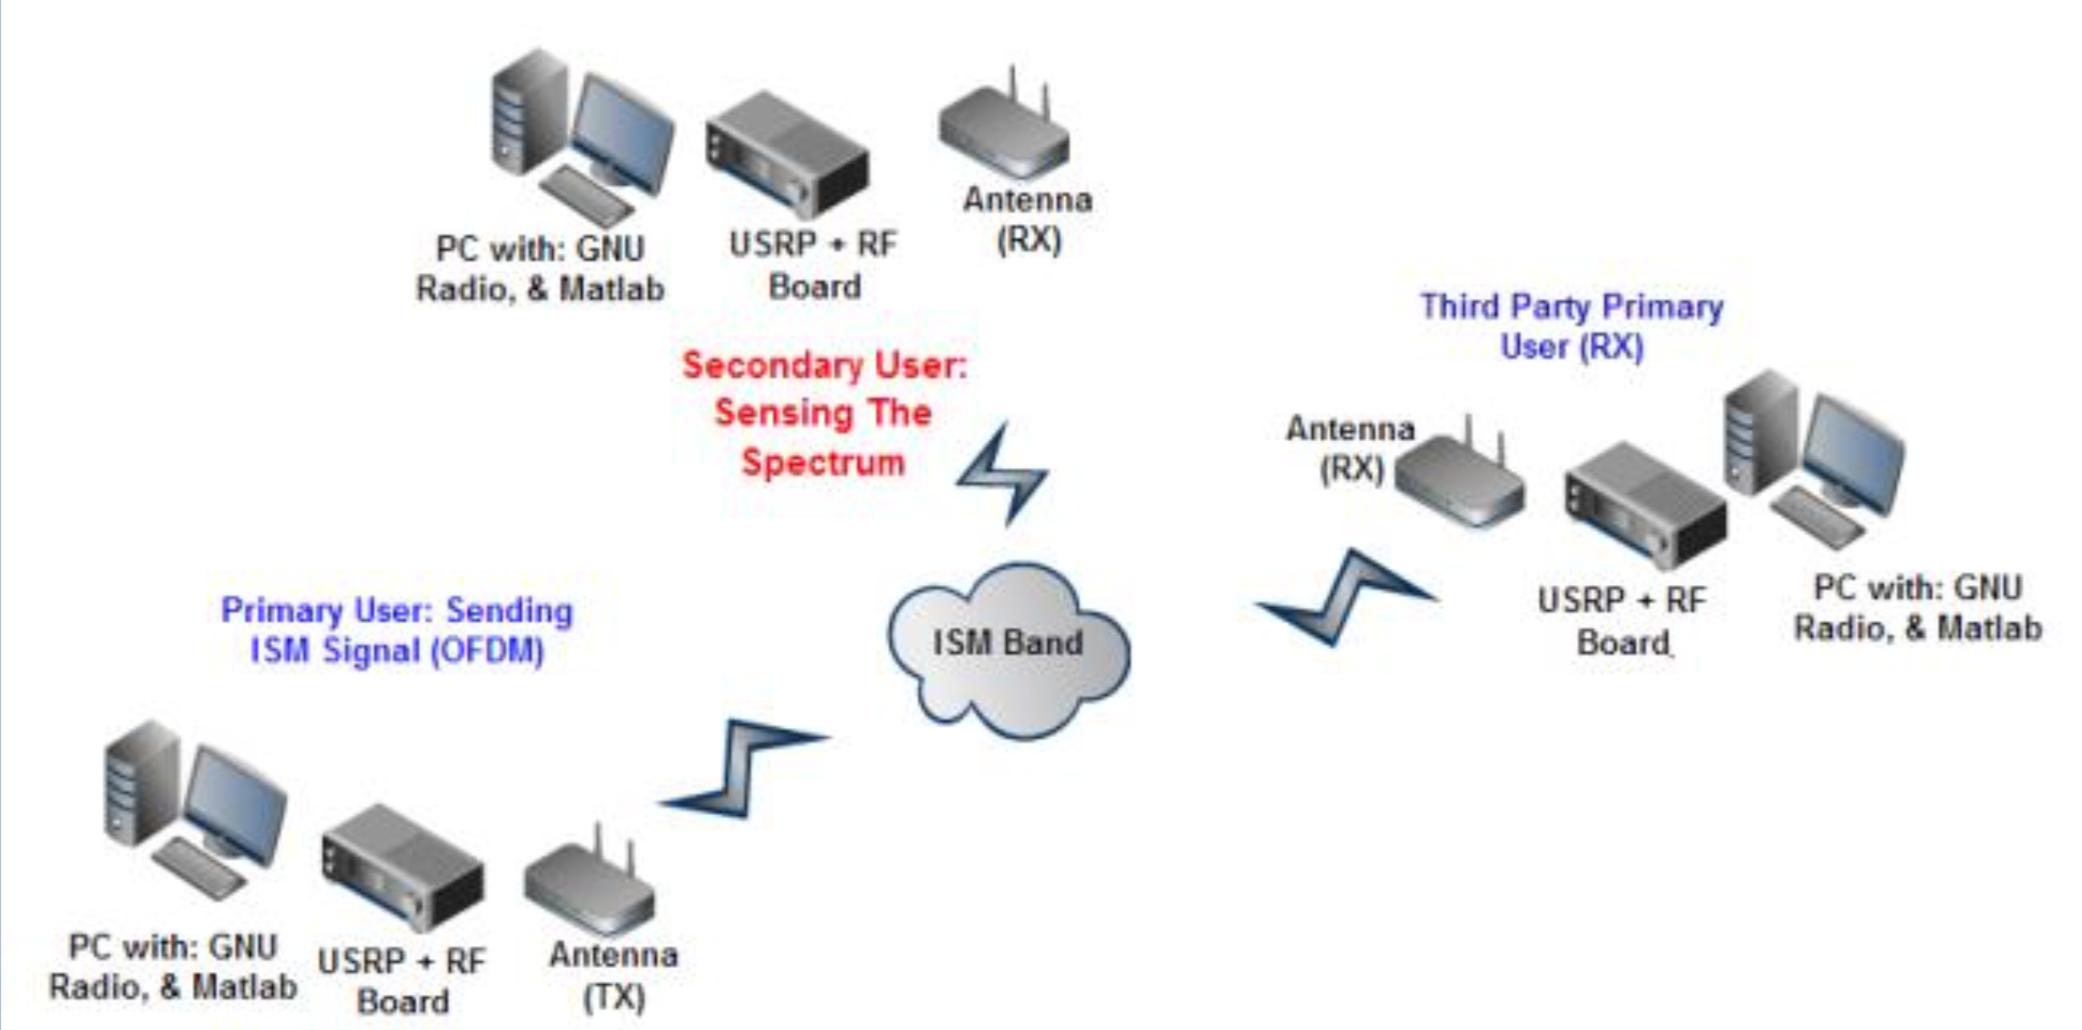 PC with: GNU
Radio, & Matlab
USRP + RF
Board
Antenna
(RX)
Secondary User:
Sensing The
Spectrum
Third Party Primary
User (RX)
Antenna
(RX)
USRP + RF
Board.
PC with: GNU
Radio, & Matlab
ISM Band
Primary User: Sending
ISM Signal (OFDM)
PC with: GNU
Radio, & Matlab
USRP + RF
Board
Antenna
(TX)